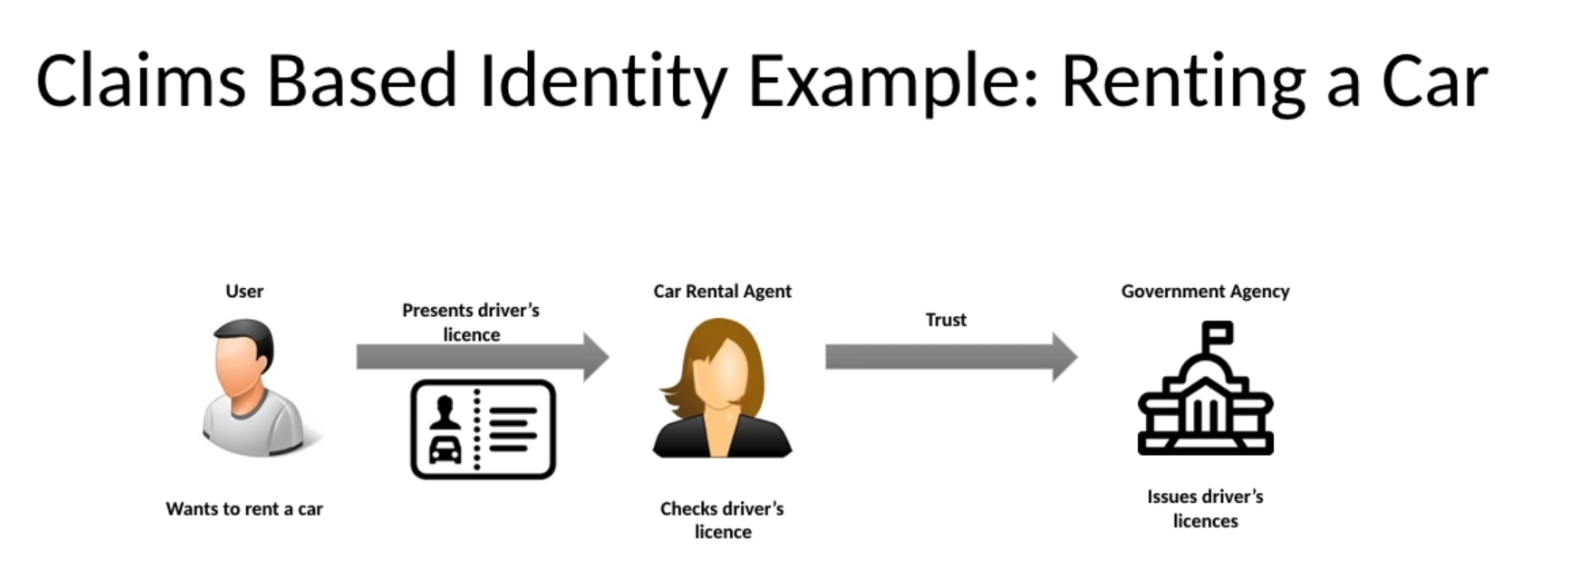 Claims Based Identity Example: Renting a Car
User
Presents driver’s
licence
Car Rental Agent
Trust
Government Agency
Wants to rent a car
Checks driver’s
licence
Issues driver’s
licences